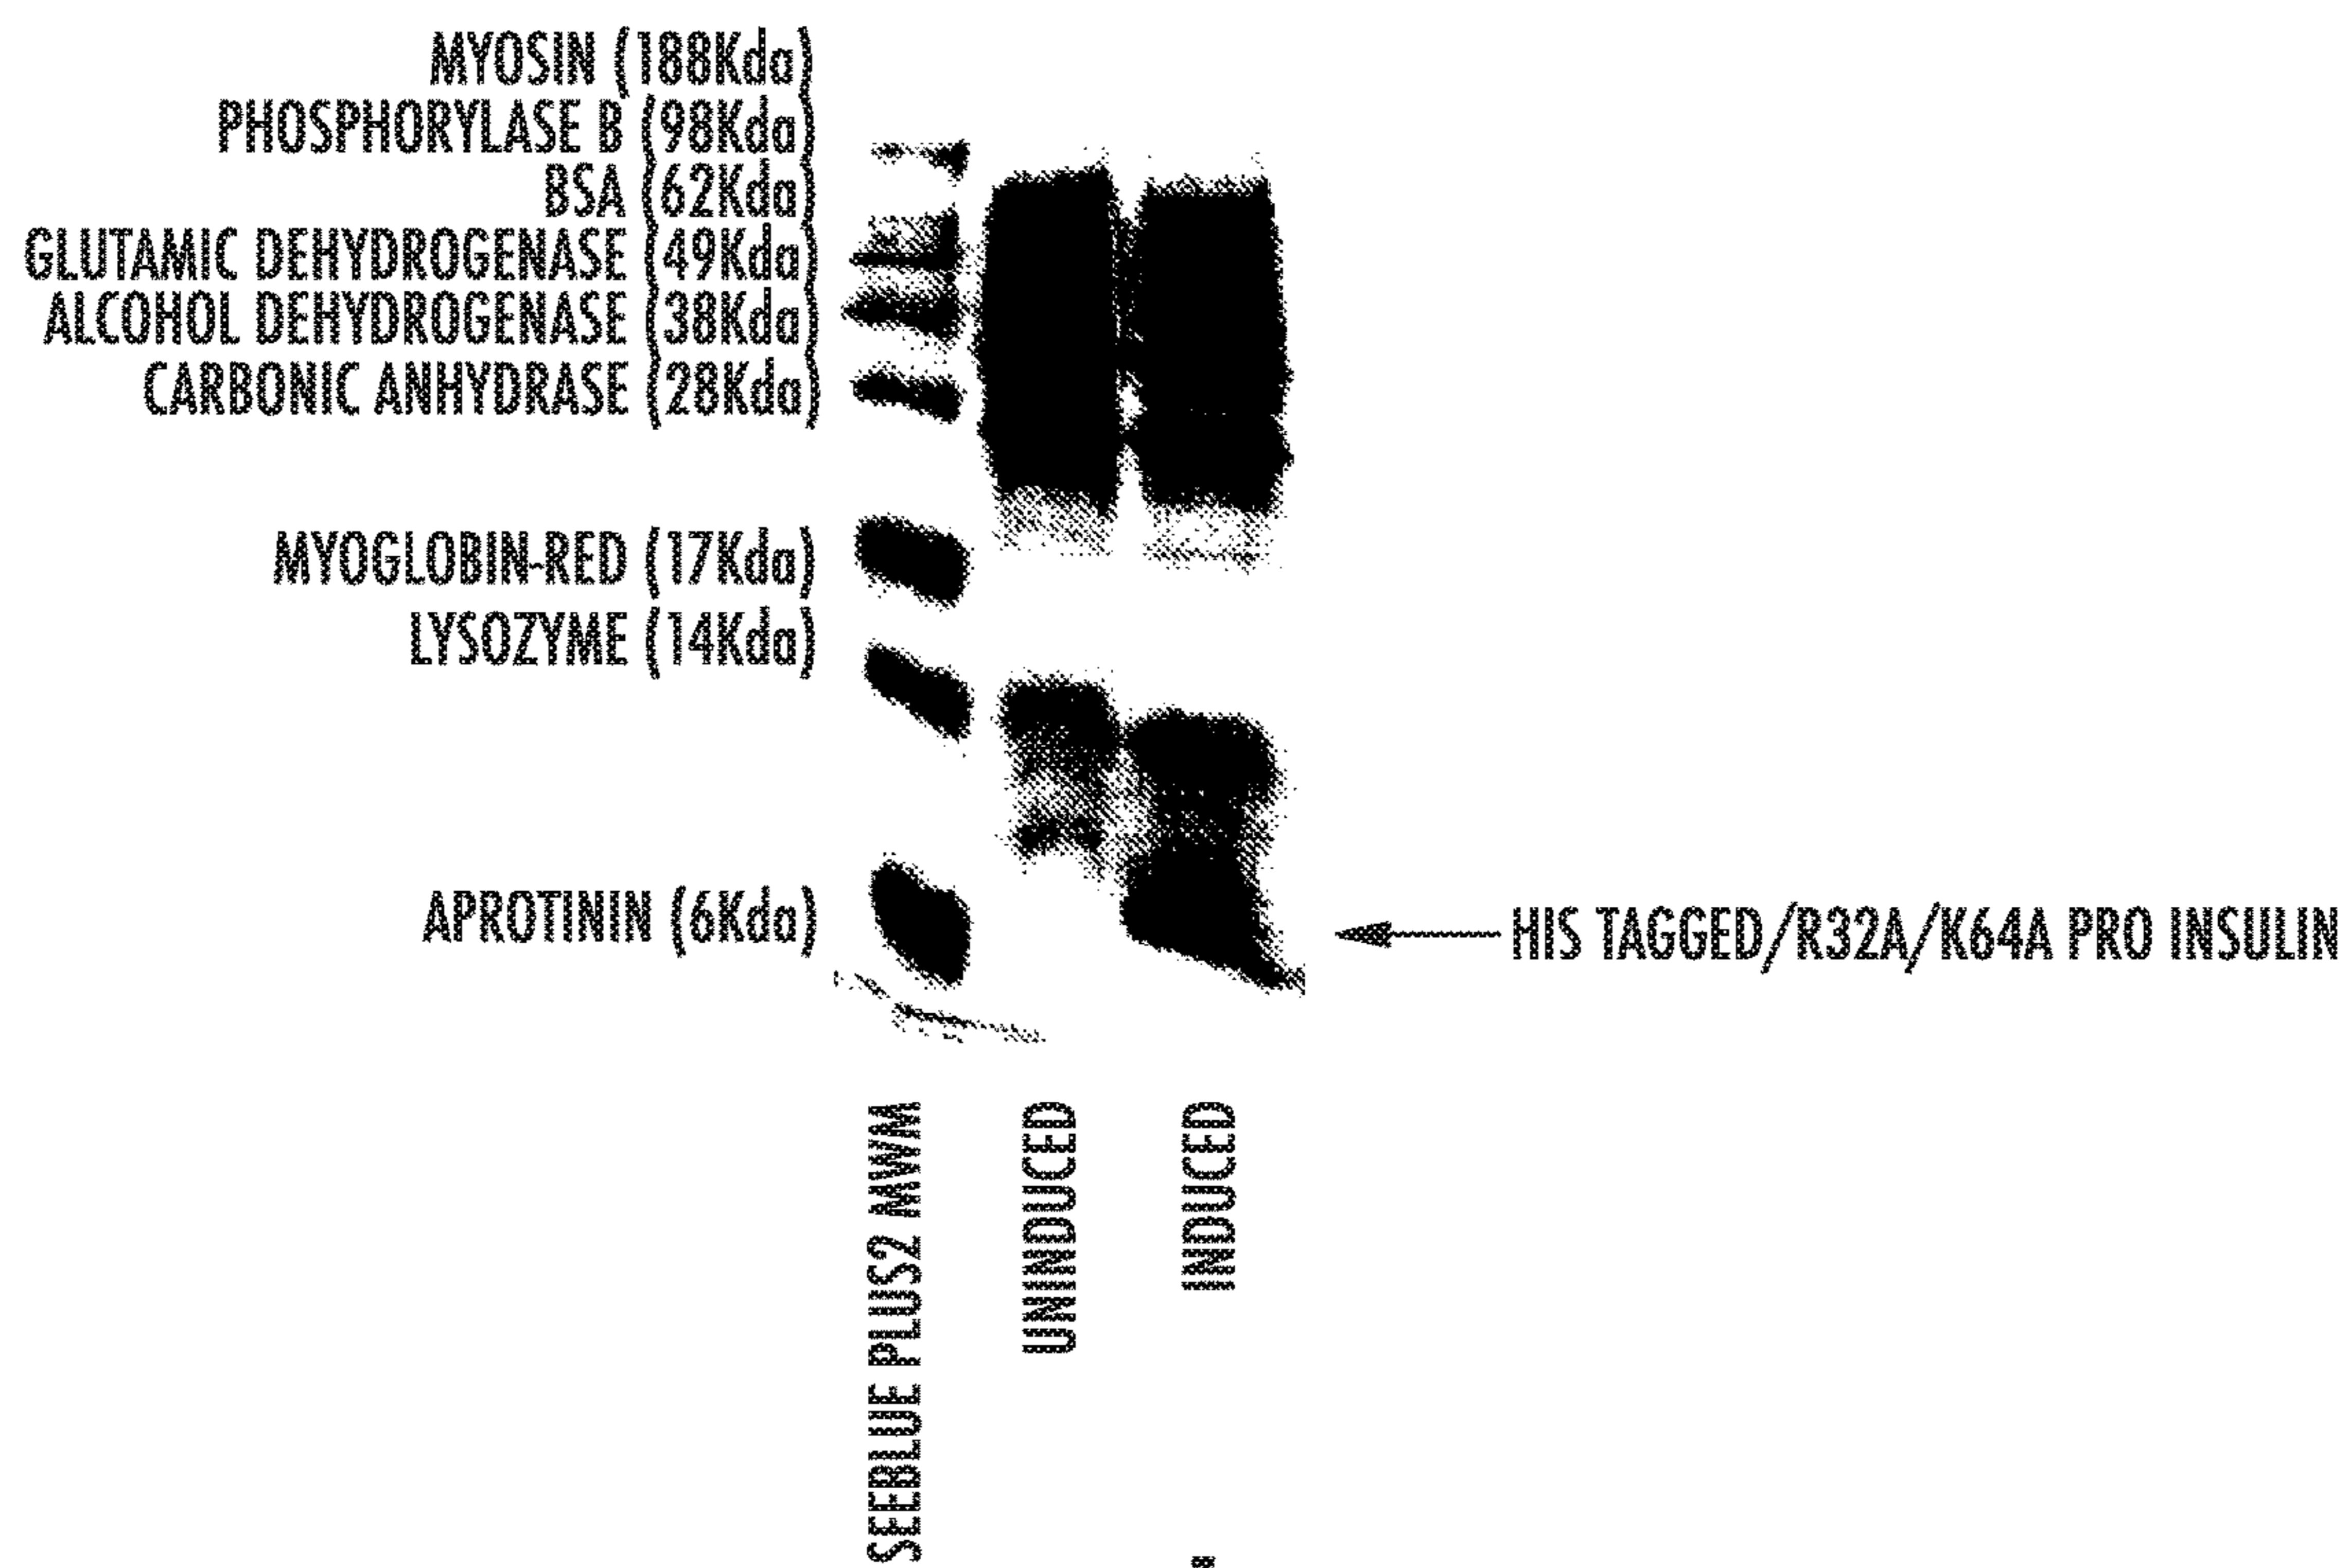 MYOSIN (188Kda)
PHOSPHORYLASE B (98Kda)
BSA (62Kda)
GLUTAMIC DEHYDROGENASE (49Kda)
ALCOHOL DEHYDROGENASE (38Kda)
CARBONIC ANHYDRASE (28Kda)
MYOGLOBIN-RED (17Kda)
LYSOZYME (14Kda)
APROTININ (6Kda)
HIS TAGGED/R32A/K64A PRO INSULIN
SEEBLUE PLUS2 MWM
UNINDUCED
INDUCED